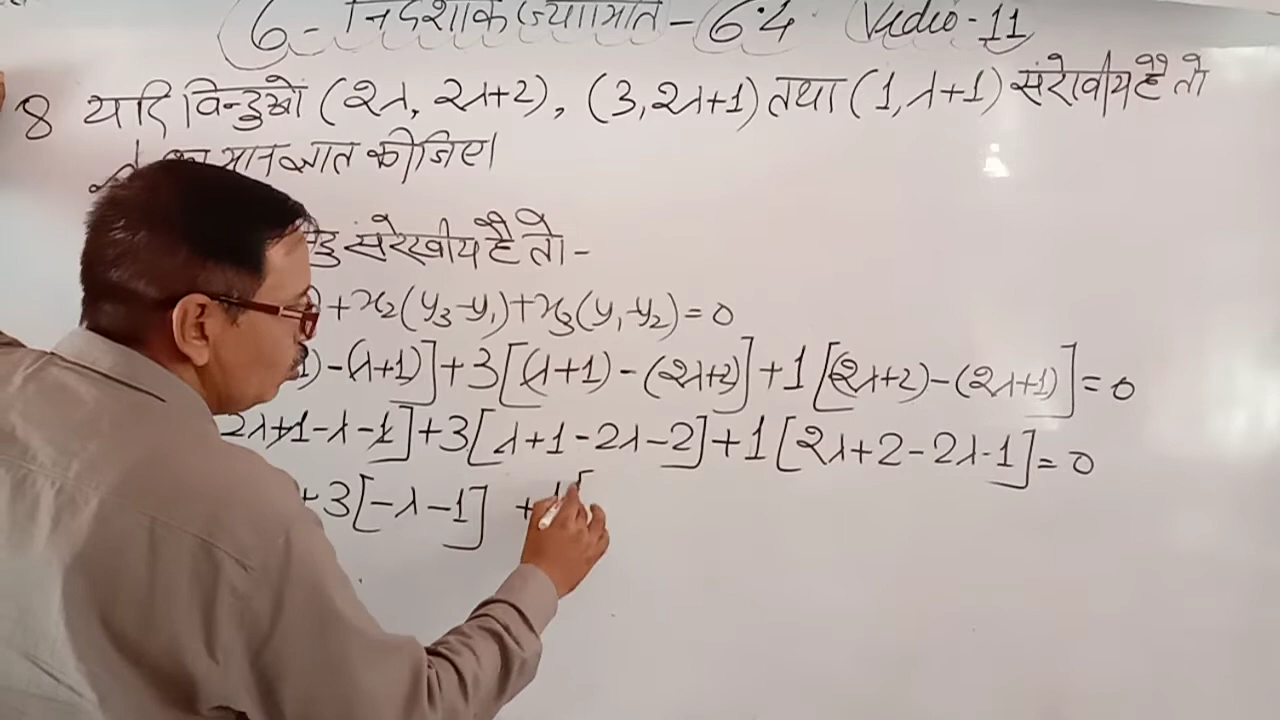 6- निर्देशांक ज्यामिति - 6.4 Video-11
8 यदि विन्दुओ (2λ, 2λ+2), (3, 2λ+1) तथा (1, λ+1) संरेखीय है तो
मान ज्ञात कीजिए।
संरेखीय है तो -
+x₂(y₃-y₁)+x₃(y₁-y₂)=0
)-(λ+1)]+3[(λ+1)-(2λ+2)]+1[(2λ+2)-(2λ+1)]=0
2λ+1-λ-1]+3[λ+1-2λ-2]+1[2λ+2-2λ-1]=0
+3[-λ-1] +1[